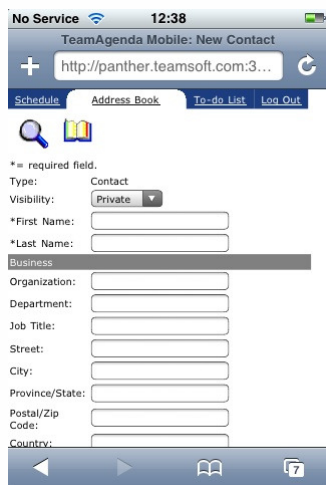 No Service 12:38
TeamAgenda Mobile: New Contact
http://panther.teamsoft.com:3...
Schedule Address Book To-do List Log Out
*= required field.
Type: Contact
Visibility: Private
*First Name:
*Last Name:
Business
Organization:
Department:
Job Title:
Street:
City:
Province/State:
Postal/Zip
Code:
Country:
7